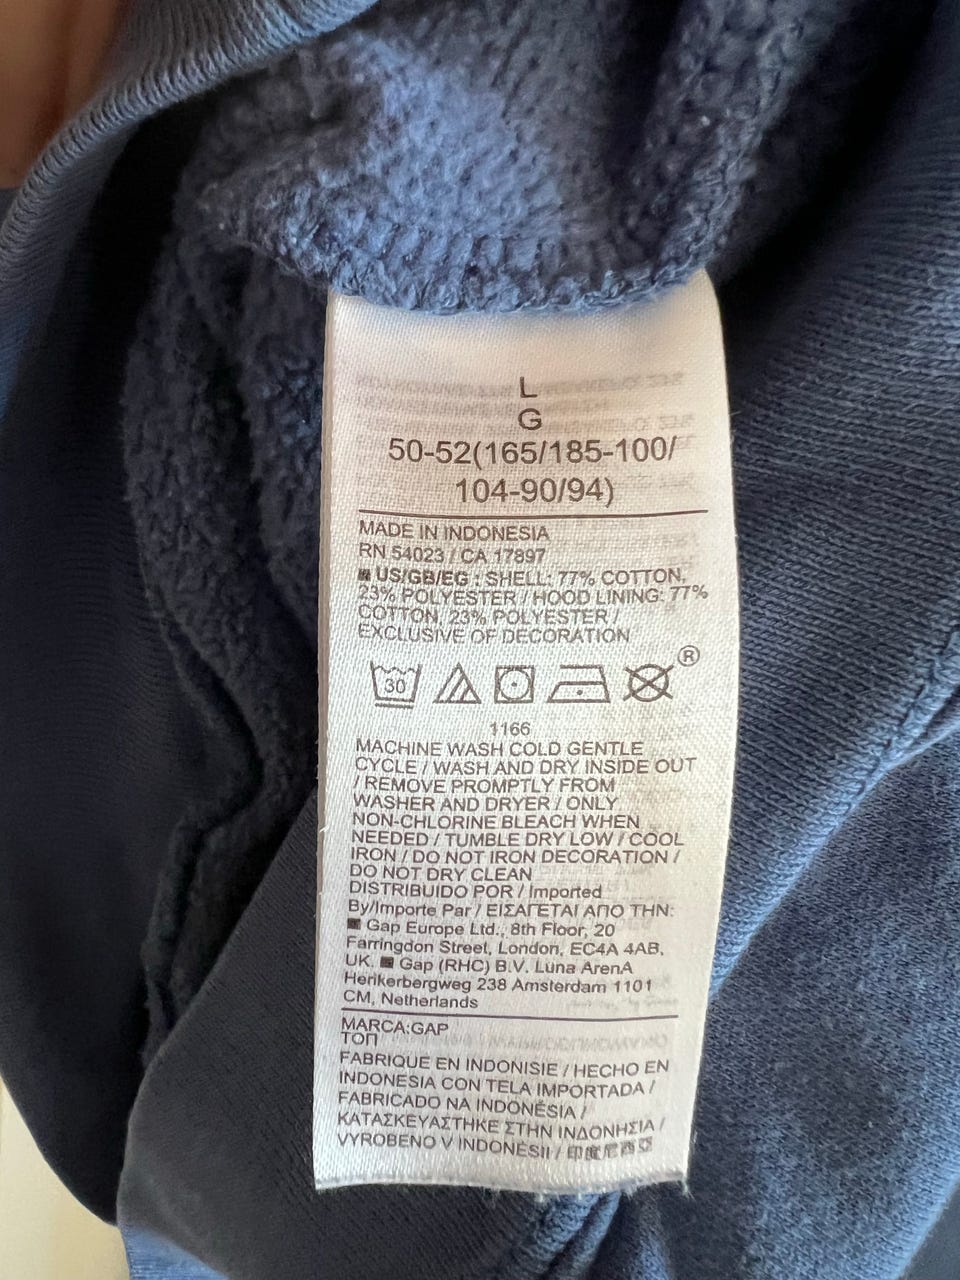 L
G
50-52(165/185-100/
104-90/94)
MADE IN INDONESIA
RN 54023 / CA 17897
US/GB/EG : SHELL: 77% COTTON,
23% POLYESTER / HOOD LINING: 77%
COTTON, 23% POLYESTER /
EXCLUSIVE OF DECORATION
30 ®
1166
MACHINE WASH COLD GENTLE
CYCLE / WASH AND DRY INSIDE OUT
/ REMOVE PROMPTLY FROM
WASHER AND DRYER / ONLY
NON-CHLORINE BLEACH WHEN
NEEDED / TUMBLE DRY LOW / COOL
IRON / DO NOT IRON DECORATION /
DO NOT DRY CLEAN
DISTRIBUIDO POR / Imported
By/Importe Par / ΕΙΣΑΓΕΤΑΙ ΑΠΟ ΤΗΝ:
Gap Europe Ltd., 8th Floor, 20
Farringdon Street, London, EC4A 4AB,
UK. Gap (RHC) B.V. Luna ArenA
Herikerbergweg 238 Amsterdam 1101
CM, Netherlands
MARCA:GAP
ТОП
FABRIQUE EN INDONISIE / HECHO EN
INDONESIA CON TELA IMPORTADA /
FABRICADO NA INDONÉSIA /
ΚΑΤΑΣΚΕΥΑΣΤΗΚΕ ΣΤΗΝ ΙΝΔΟΝΗΣΙΑ /
VYROBENO V INDONÉSII /